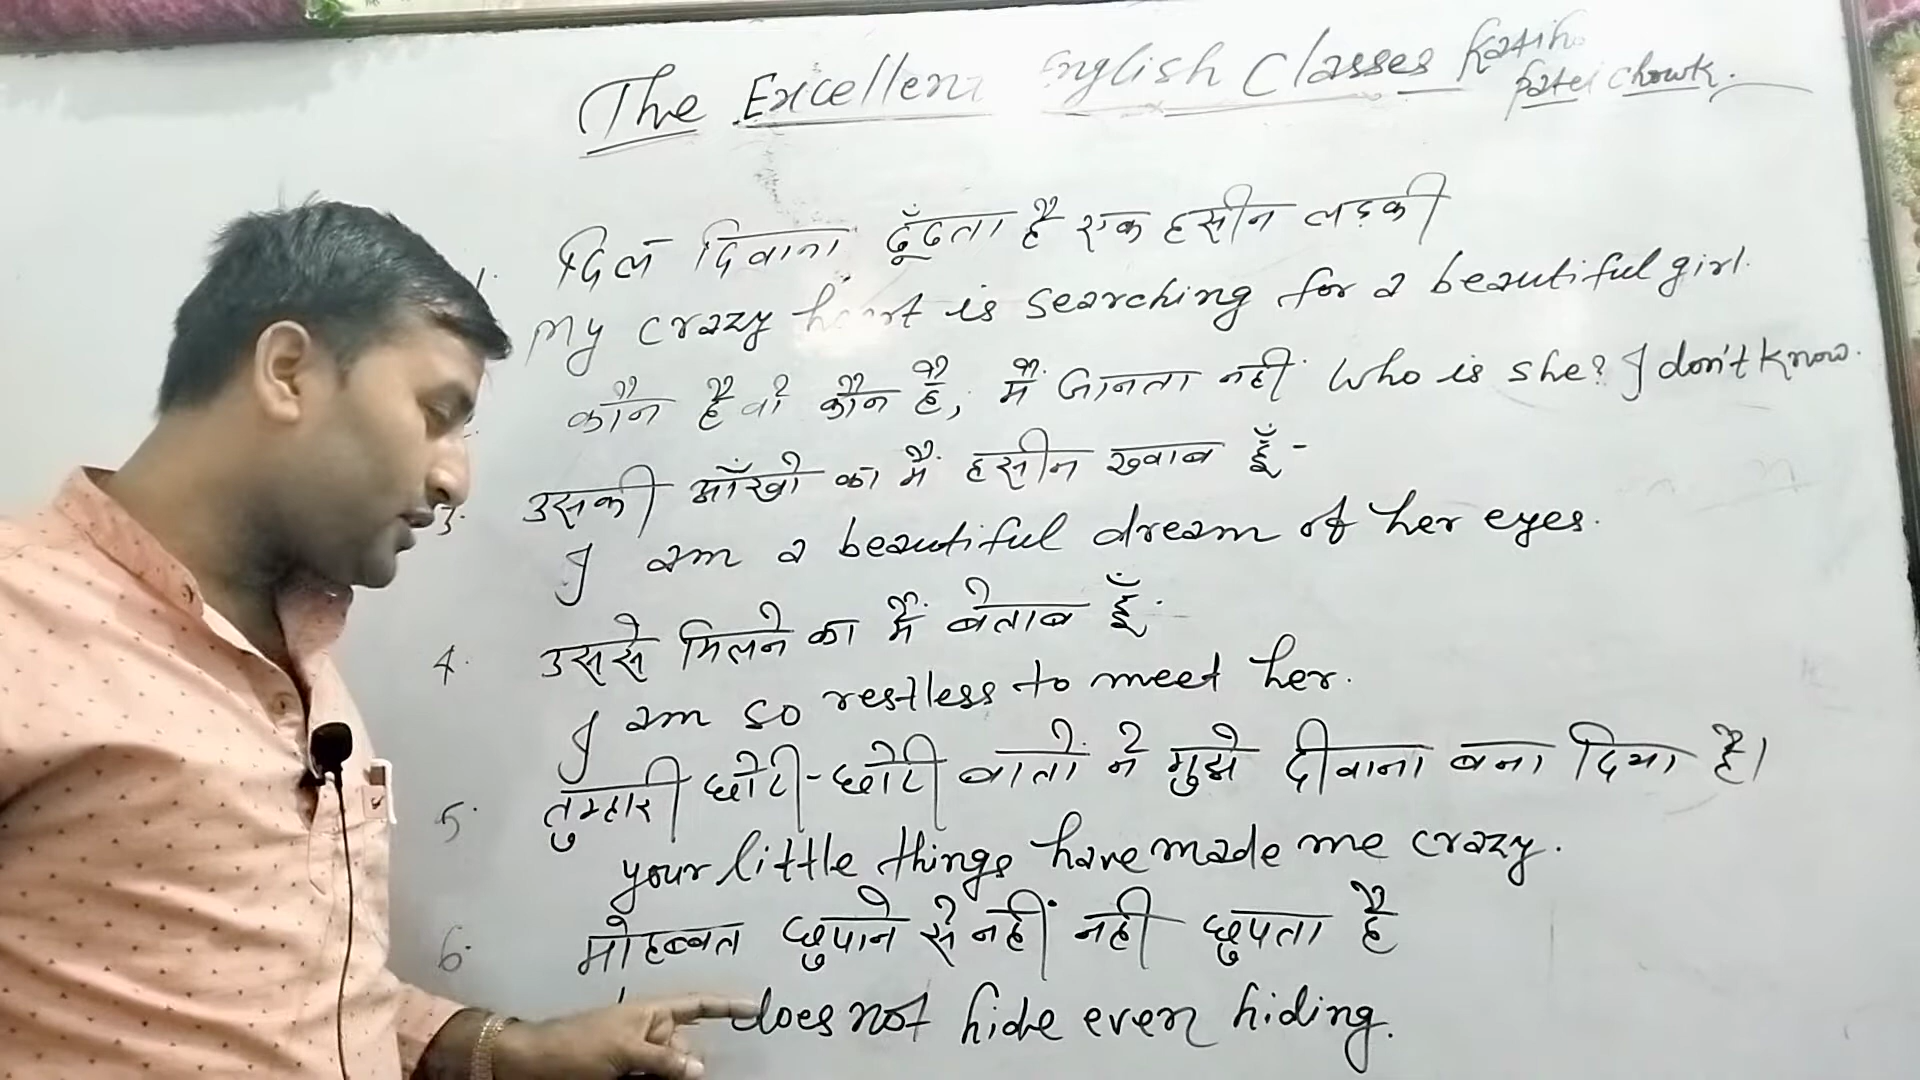 The Excellent English Classes
Patel Chowk.
1. दिल दिवाना ढूँढता है एक हसीन लड़की
My crazy heart is searching for a beautiful girl.
कौन है वो कौन है, मैं जानता नहीं Who is she? I don't know.
3. उसकी आँखो का मैं हसीन ख्वाब हूँ-
I am a beautiful dream of her eyes.
4. उससे मिलने का मैं बेताब हूँ.
I am so restless to meet her.
5. तुम्हारी छोटी-छोटी बातों ने मुझे दीवाना बना दिया है।
your little things have made me crazy.
6. मोहब्बत छुपाने से नहीं नही छुपता है
does not hide even hiding.